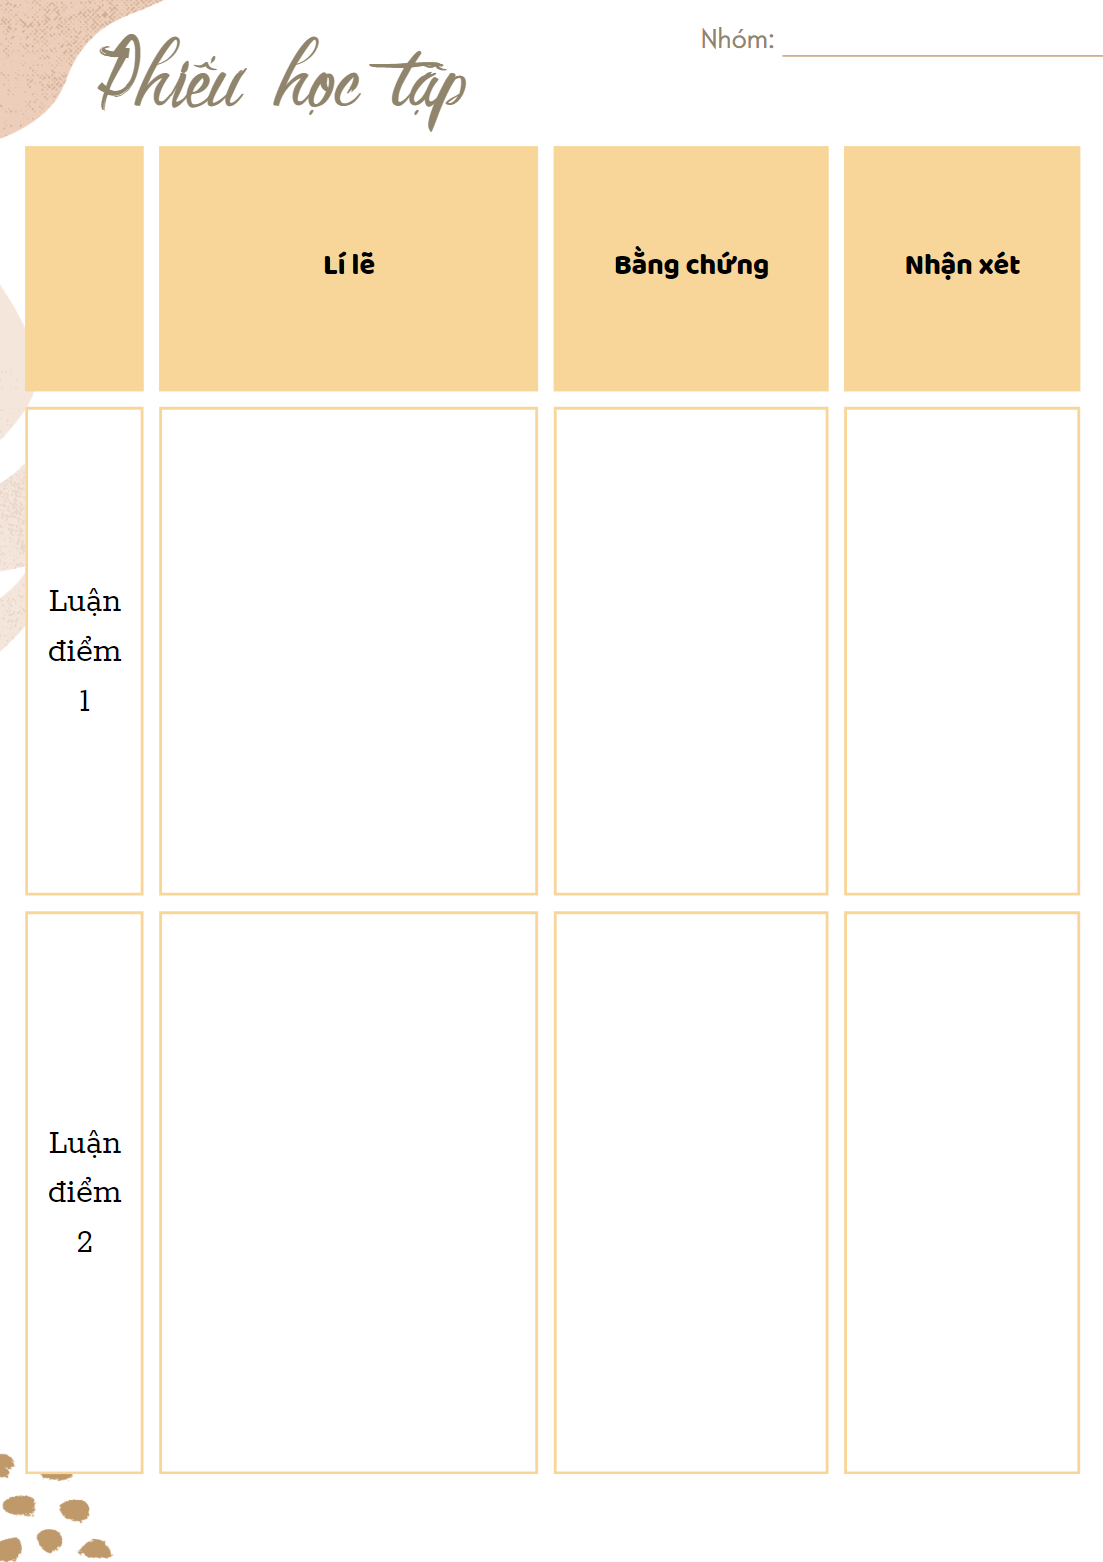 Phiếu học tập
Nhóm:
Lí lẽ
Bằng chứng
Nhận xét
Luận
điểm
1
Luận
điểm
2